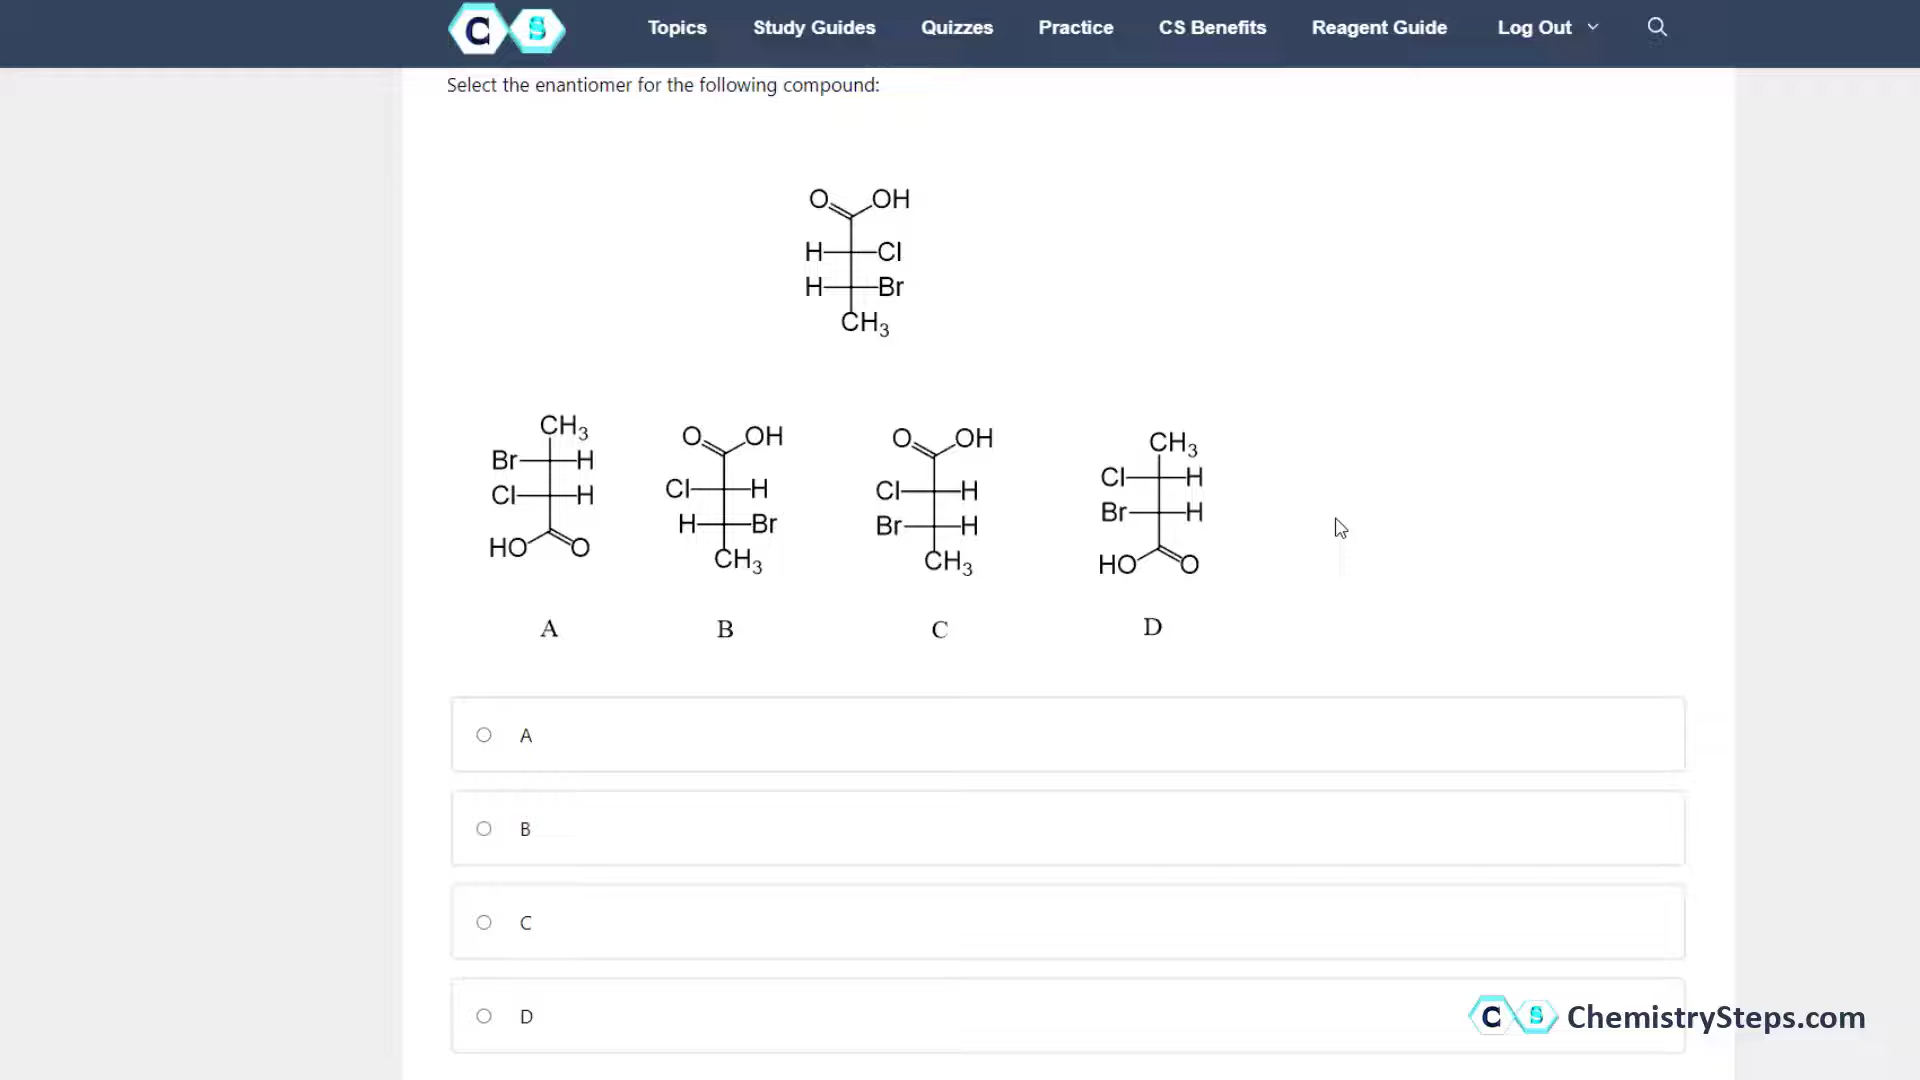 C S Topics Study Guides Quizzes Practice CS Benefits Reagent Guide Log Out
Select the enantiomer for the following compound:
O OH
H Cl
H Br
CH3
CH3
Br H
Cl H
HO O
A
O OH
Cl H
H Br
CH3
B
O OH
Cl H
Br H
CH3
C
CH3
Cl H
Br H
HO O
D
A
B
C
D
C S ChemistrySteps.com